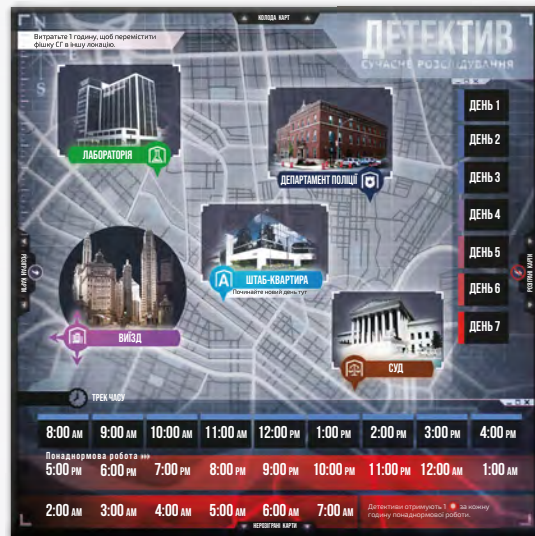 КОЛОДА КАРТ
Витратьте 1 годину, щоб перемістити
фішку СГ в іншу локацію.
ДЕТЕКТИВ
СУЧАСНЕ РОЗСЛІДУВАННЯ
N
S
ДЕНЬ 1
ДЕНЬ 2
ДЕНЬ 3
ДЕНЬ 4
ДЕНЬ 5
ДЕНЬ 6
ДЕНЬ 7
ЛАБОРАТОРІЯ
ДЕПАРТАМЕНТ ПОЛІЦІЇ
ШТАБ-КВАРТИРА
Починайте новий день тут
ВИЇЗД
СУД
ТРЕК ЧАСУ
8:00 AM 9:00 AM 10:00 AM 11:00 AM 12:00 PM 1:00 PM 2:00 PM 3:00 PM 4:00 PM
Понаднормова робота
5:00 PM 6:00 PM 7:00 PM 8:00 PM 9:00 PM 10:00 PM 11:00 PM 12:00 AM 1:00 AM
2:00 AM 3:00 AM 4:00 AM 5:00 AM 6:00 AM 7:00 AM
Детективи отримують 1 за кожну
годину понаднормової роботи.
НЕРОЗІГРАНІ КАРТИ